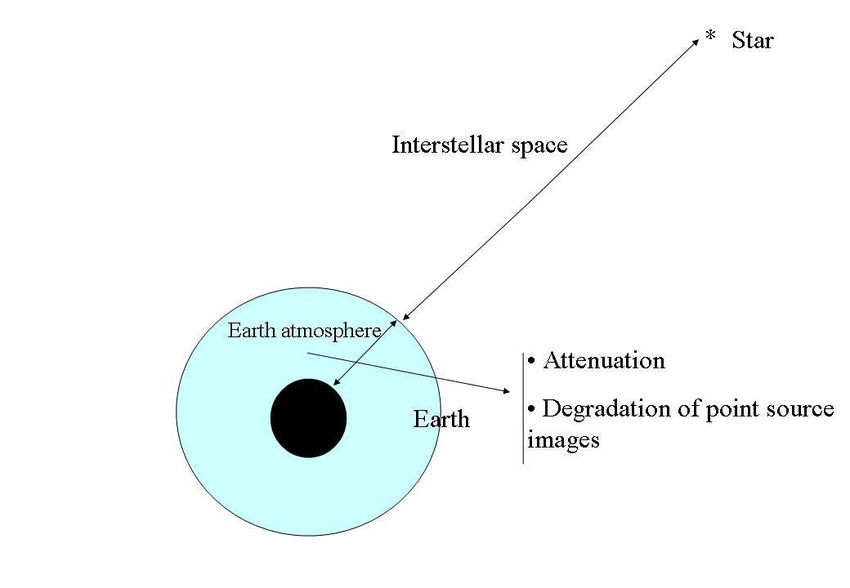 * Star
Interstellar space
Earth atmosphere
Earth
• Attenuation
• Degradation of point source
images